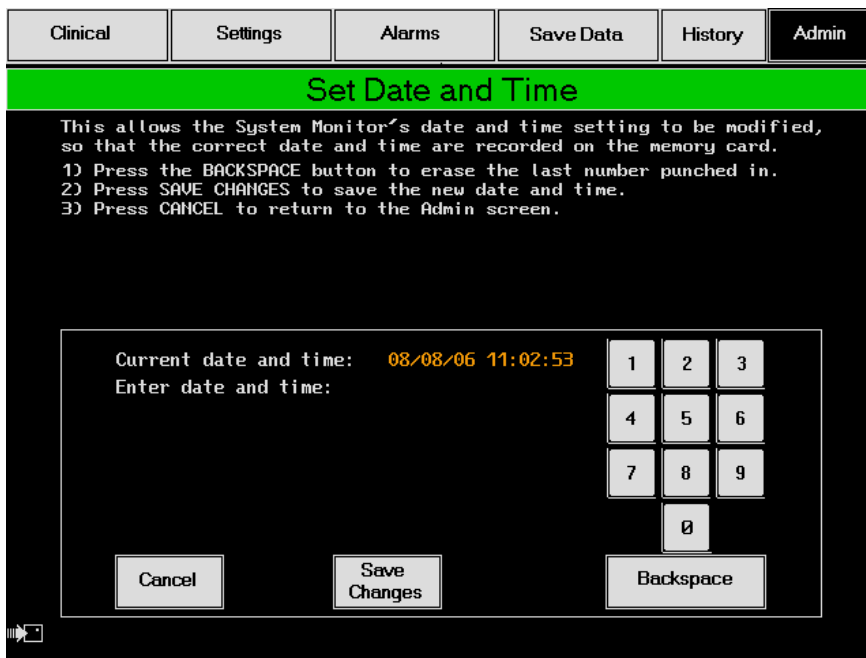 Clinical
Settings
Alarms
Save Data
History
Admin
Set Date and Time
This allows the System Monitor's date and time setting to be modified,
so that the correct date and time are recorded on the memory card.
1) Press the BACKSPACE button to erase the last number punched in.
2) Press SAVE CHANGES to save the new date and time.
3) Press CANCEL to return to the Admin screen.
Current date and time: 08/08/06 11:02:53
Enter date and time:
1 2 3
4 5 6
7 8 9
0
Cancel
Save
Changes
Backspace